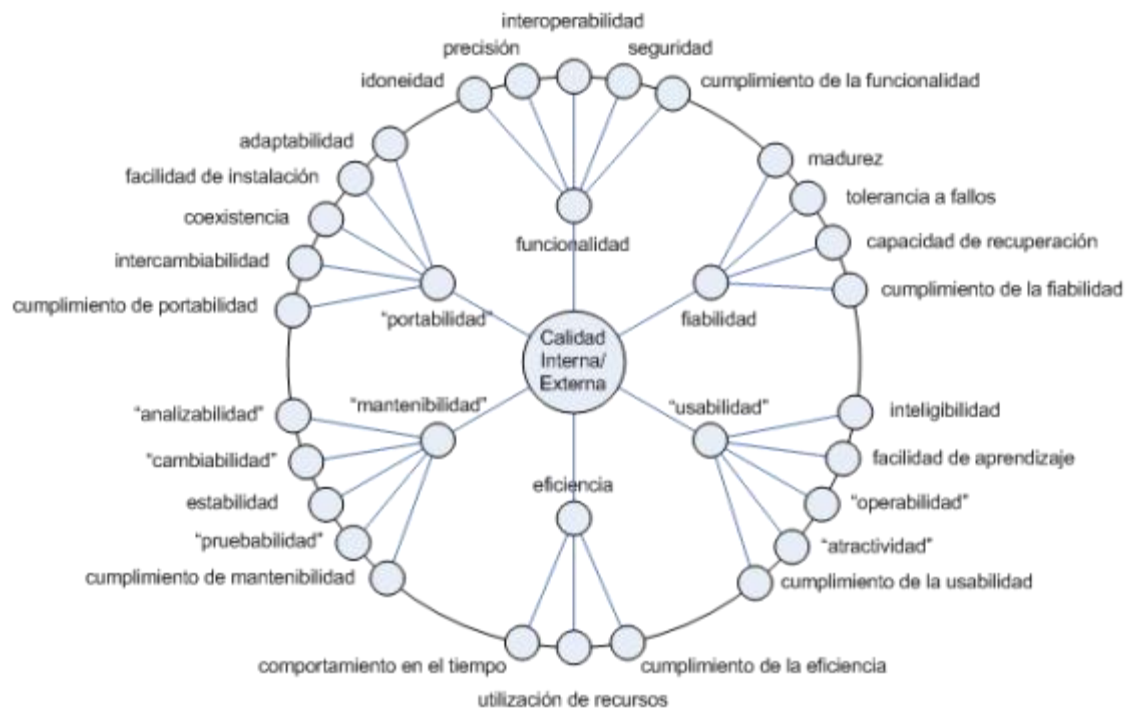 interoperabilidad
precisión
seguridad
idoneidad
cumplimiento de la funcionalidad
adaptabilidad
madurez
facilidad de instalación
tolerancia a fallos
coexistencia
capacidad de recuperación
funcionalidad
intercambiabilidad
cumplimiento de la fiabilidad
cumplimiento de portabilidad
"portabilidad"
fiabilidad
Calidad
Interna/
Externa
"mantenibilidad"
"usabilidad"
"analizabilidad"
inteligibilidad
"cambiabilidad"
facilidad de aprendizaje
eficiencia
estabilidad
"operabilidad"
"pruebabilidad"
"atractividad"
cumplimiento de mantenibilidad
cumplimiento de la usabilidad
comportamiento en el tiempo
cumplimiento de la eficiencia
utilización de recursos